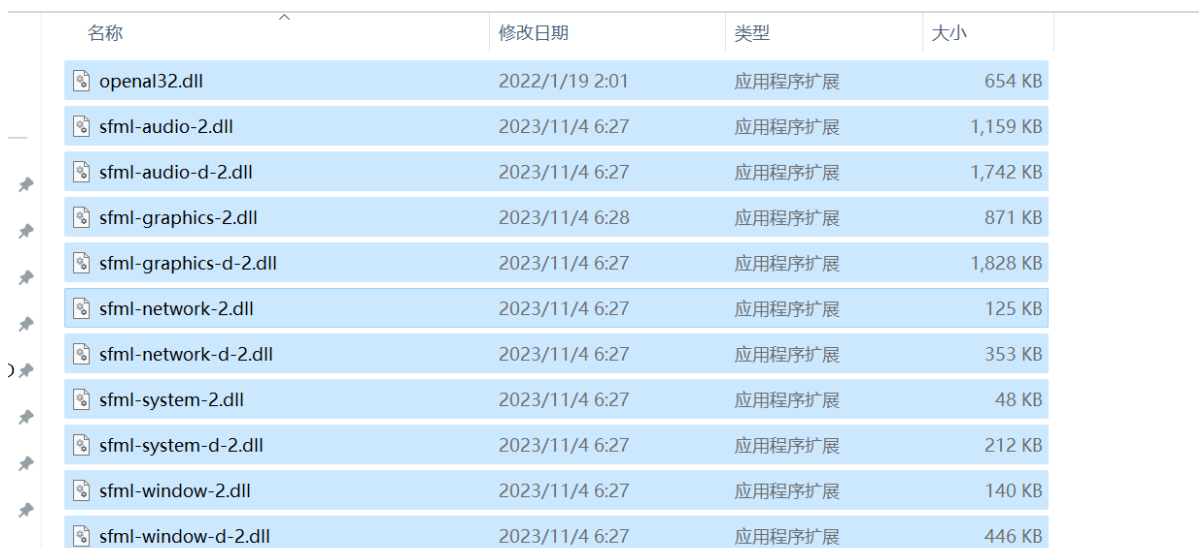 名称 修改日期 类型 大小
openal32.dll 2022/1/19 2:01 应用程序扩展 654 KB
sfml-audio-2.dll 2023/11/4 6:27 应用程序扩展 1,159 KB
sfml-audio-d-2.dll 2023/11/4 6:27 应用程序扩展 1,742 KB
sfml-graphics-2.dll 2023/11/4 6:28 应用程序扩展 871 KB
sfml-graphics-d-2.dll 2023/11/4 6:27 应用程序扩展 1,828 KB
sfml-network-2.dll 2023/11/4 6:27 应用程序扩展 125 KB
sfml-network-d-2.dll 2023/11/4 6:27 应用程序扩展 353 KB
sfml-system-2.dll 2023/11/4 6:27 应用程序扩展 48 KB
sfml-system-d-2.dll 2023/11/4 6:27 应用程序扩展 212 KB
sfml-window-2.dll 2023/11/4 6:27 应用程序扩展 140 KB
sfml-window-d-2.dll 2023/11/4 6:27 应用程序扩展 446 KB